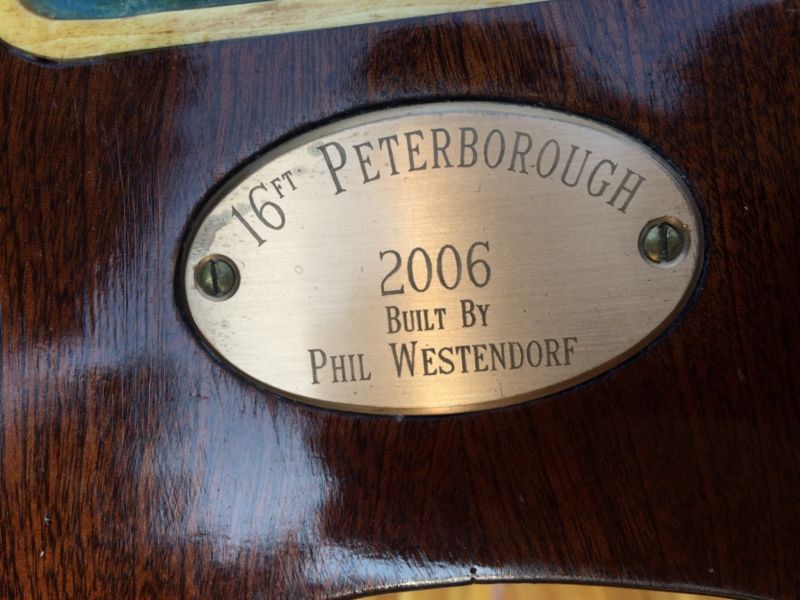 16FT PETERBOROUGH
2006
BUILT BY
PHIL WESTENDORF